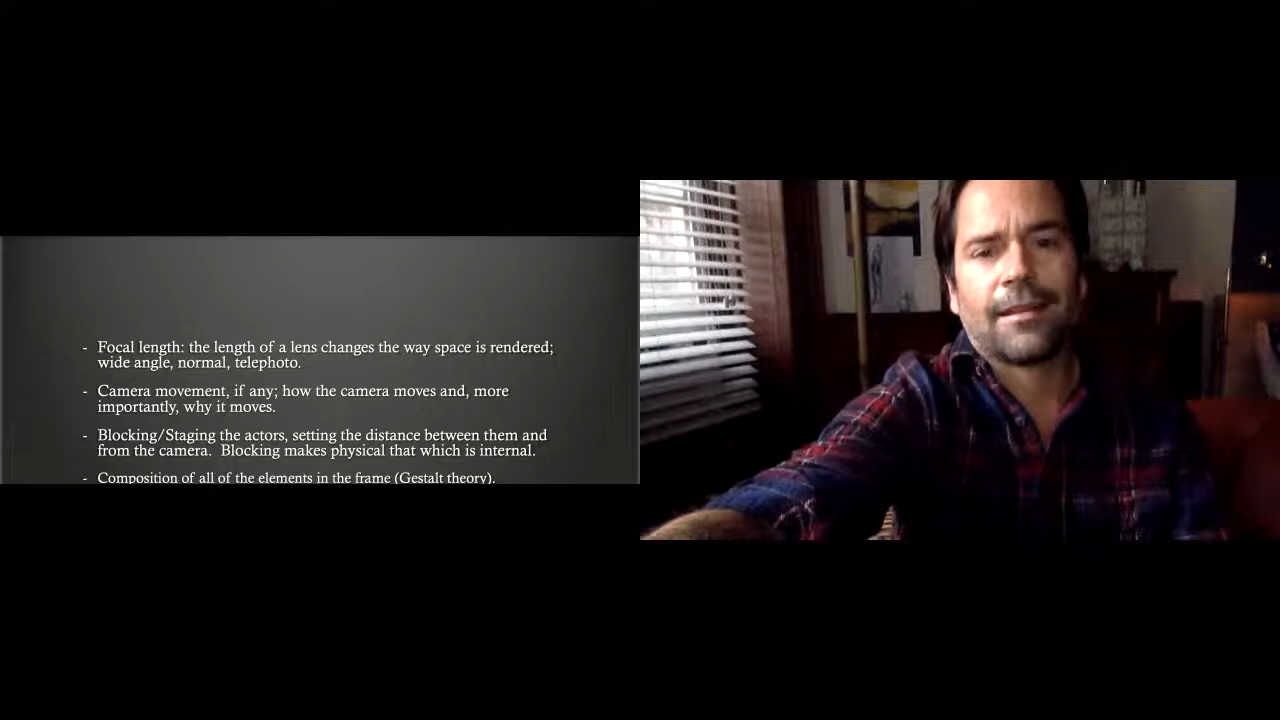 - Focal length: the length of a lens changes the way space is rendered;
wide angle, normal, telephoto.
- Camera movement, if any; how the camera moves and, more
importantly, why it moves.
- Blocking/Staging the actors, setting the distance between them and
from the camera.  Blocking makes physical that which is internal.
- Composition of all of the elements in the frame (Gestalt theory).